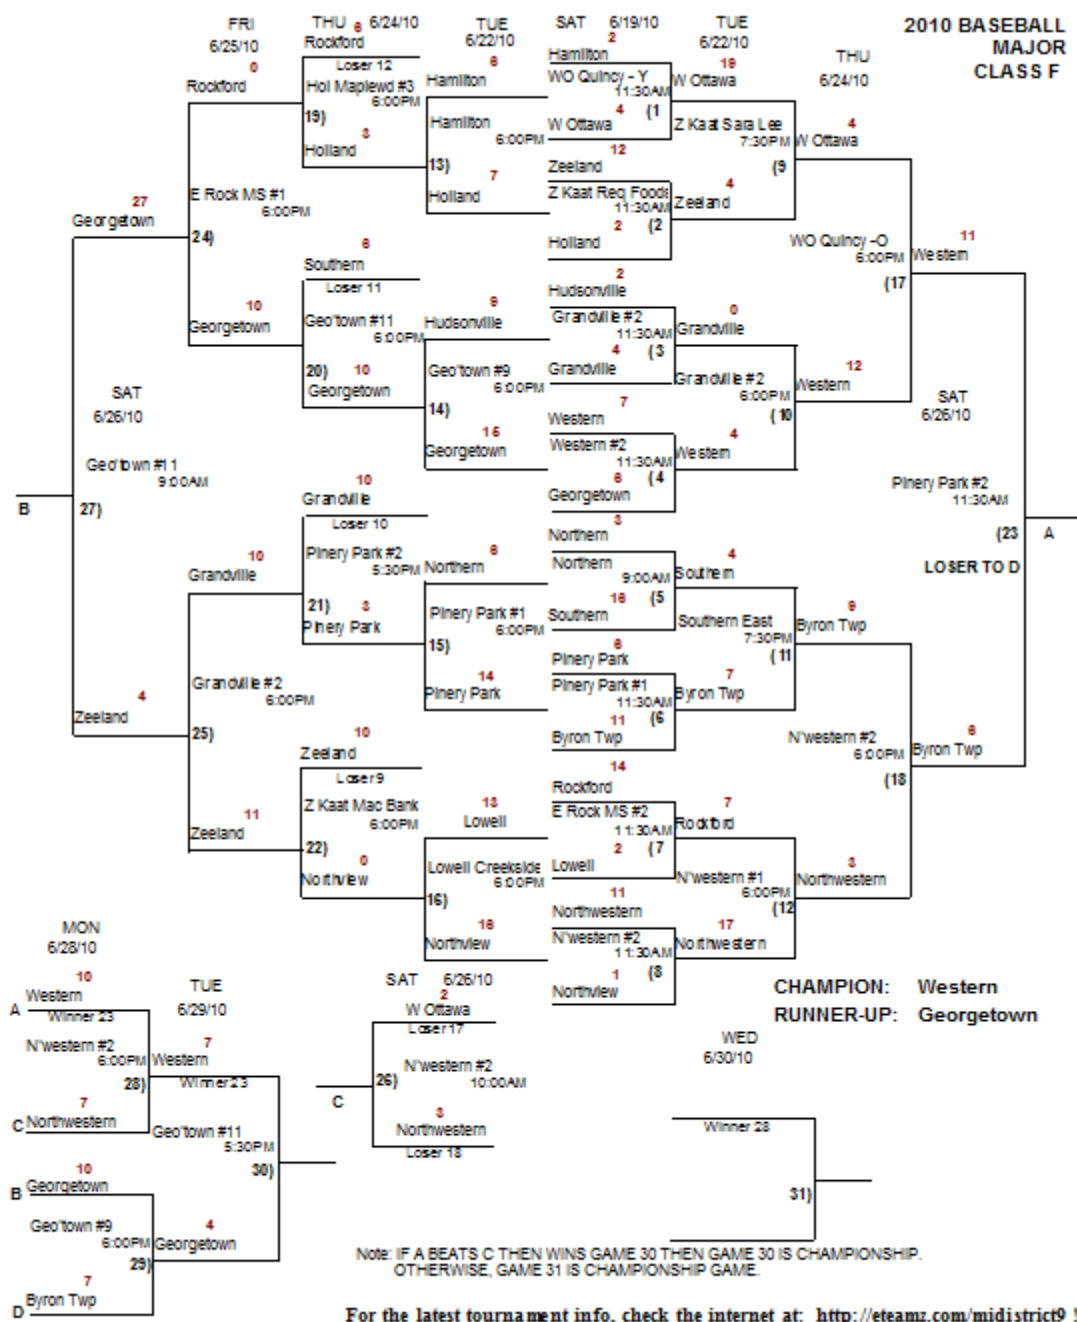 2010 BASEBALL
MAJOR
CLASS F
FRI
6/25/10
THU 6/24/10
TUE
6/22/10
SAT 6/19/10
TUE
6/22/10
THU
6/24/10
6
Rockford
Loser 12
Hol Maplewd #3
6:00PM
19)
3
Holland
0
Rockford
E Rock MS #1
6:00PM
24)
10
Georgetown
27
Georgetown
6
Southern
Loser 11
Geo'town #11
6:00PM
20)
10
Georgetown
6
Hamilton
Hamilton
6:00PM
13)
7
Holland
9
Hudsonville
Geo'town #9
6:00PM
14)
15
Georgetown
2
Hamilton
WO Quincy - Y
11:30AM
(1
4
W Ottawa
12
Zeeland
Z Kaat Req Foods
11:30AM
(2
2
Holland
2
Hudsonville
Grandville #2
11:30AM
(3
4
Grandville
7
Western
Western #2
11:30AM
(4
6
Georgetown
19
W Ottawa
Z Kaat Sara Lee
7:30PM
(9
4
Zeeland
0
Grandville
Grandville #2
6:00PM
(10
4
Western
4
W Ottawa
WO Quincy -O
6:00PM
(17
12
Western
11
Western
SAT
6/26/10
Pinery Park #2
11:30AM
(23
A
LOSER TO D
SAT
6/26/10
Geo'town #11
9:00AM
B
27)
10
Grandville
Loser 10
Pinery Park #2
5:30PM
21)
3
Pinery Park
10
Grandville
Grandville #2
6:00PM
25)
11
Zeeland
4
Zeeland
10
Zeeland
Loser 9
Z Kaat Mac Bank
6:00PM
22)
0
Northview
6
Northern
Pinery Park #1
6:00PM
15)
14
Pinery Park
13
Lowell
Lowell Creekside
6:00PM
16)
16
Northview
3
Northern
Northern
9:00AM
(5
16
Southern
6
Pinery Park
Pinery Park #1
11:30AM
(6
11
Byron Twp
14
Rockford
E Rock MS #2
11:30AM
(7
2
Lowell
11
Northwestern
N'western #2
11:30AM
(8
1
Northview
4
Southern
Southern East
7:30PM
(11
7
Byron Twp
7
Rockford
N'western #1
6:00PM
(12
17
Northwestern
9
Byron Twp
N'western #2
6:00PM
(18
3
Northwestern
6
Byron Twp
MON
6/28/10
10
Western
A
Winner 23
N'western #2
6:00PM
28)
7
C Northwestern
10
B Georgetown
Geo'town #9
6:00PM
29)
7
D Byron Twp
TUE
6/29/10
7
Western
Winner 23
Geo'town #11
5:30PM
30)
4
Georgetown
SAT 6/26/10
2
W Ottawa
Loser 17
N'western #2
10:00AM
26)
C
3
Northwestern
Loser 18
CHAMPION: Western
RUNNER-UP: Georgetown
WED
6/30/10
Winner 28
31)
Note: IF A BEATS C THEN WINS GAME 30 THEN GAME 30 IS CHAMPIONSHIP.
OTHERWISE, GAME 31 IS CHAMPIONSHIP GAME.
For the latest tournament info, check the internet at: http://eteamz.com/midistrict9 !